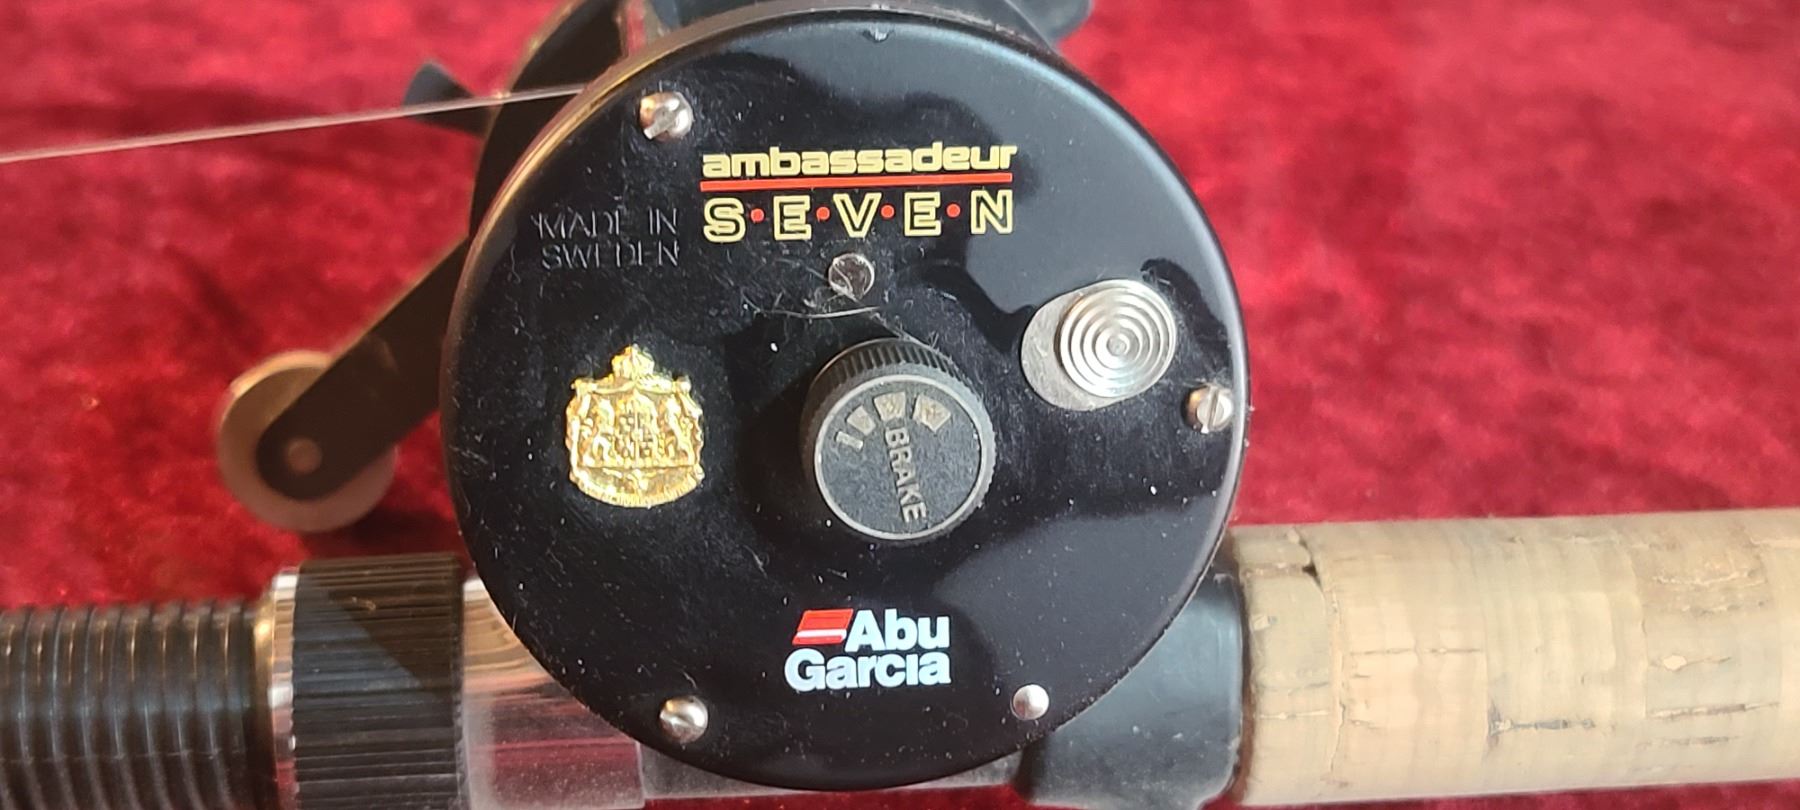 ambassadeur
S·E·V·E·N
MADE IN
SWEDEN
BRAKE
Abu
Garcia